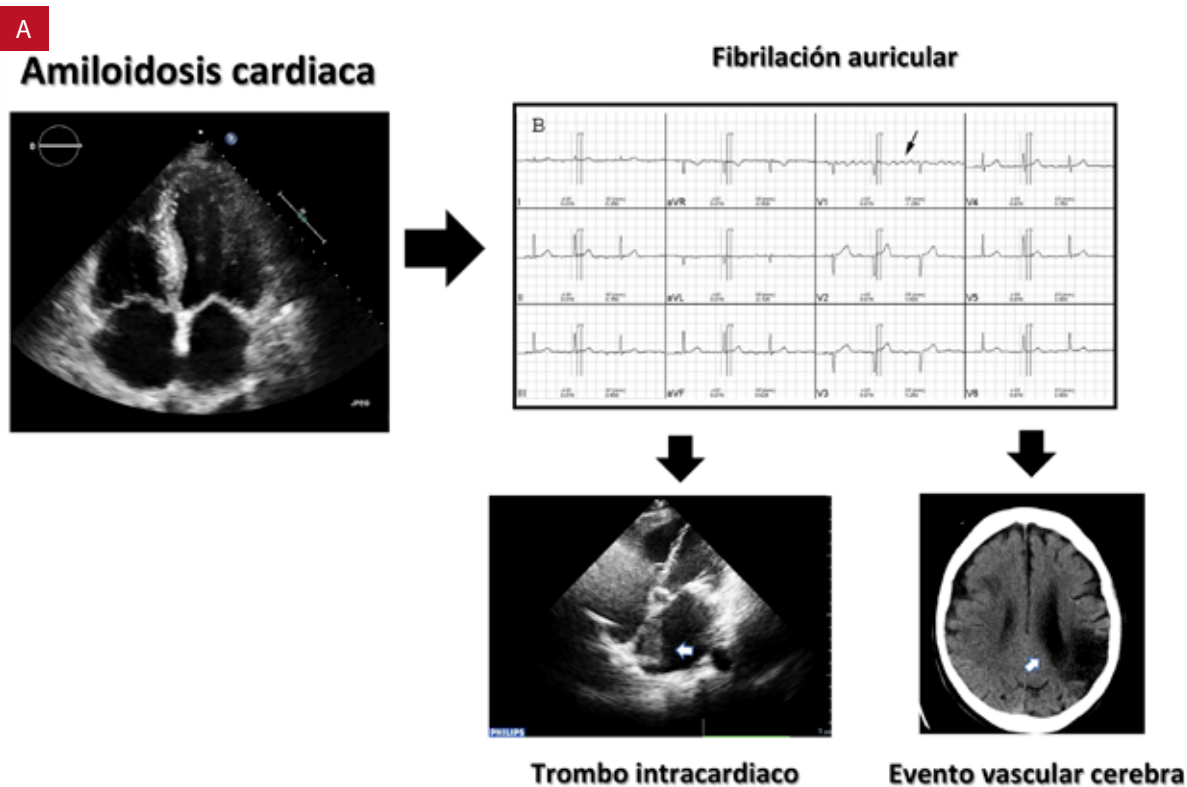 A
Amiloidosis cardiaca
Fibrilación auricular
B
I
aVR
V1
V4
II
aVL
V2
V5
III
aVF
V3
V6
JPEG
PHILIPS
Trombo intracardiaco
Evento vascular cerebra